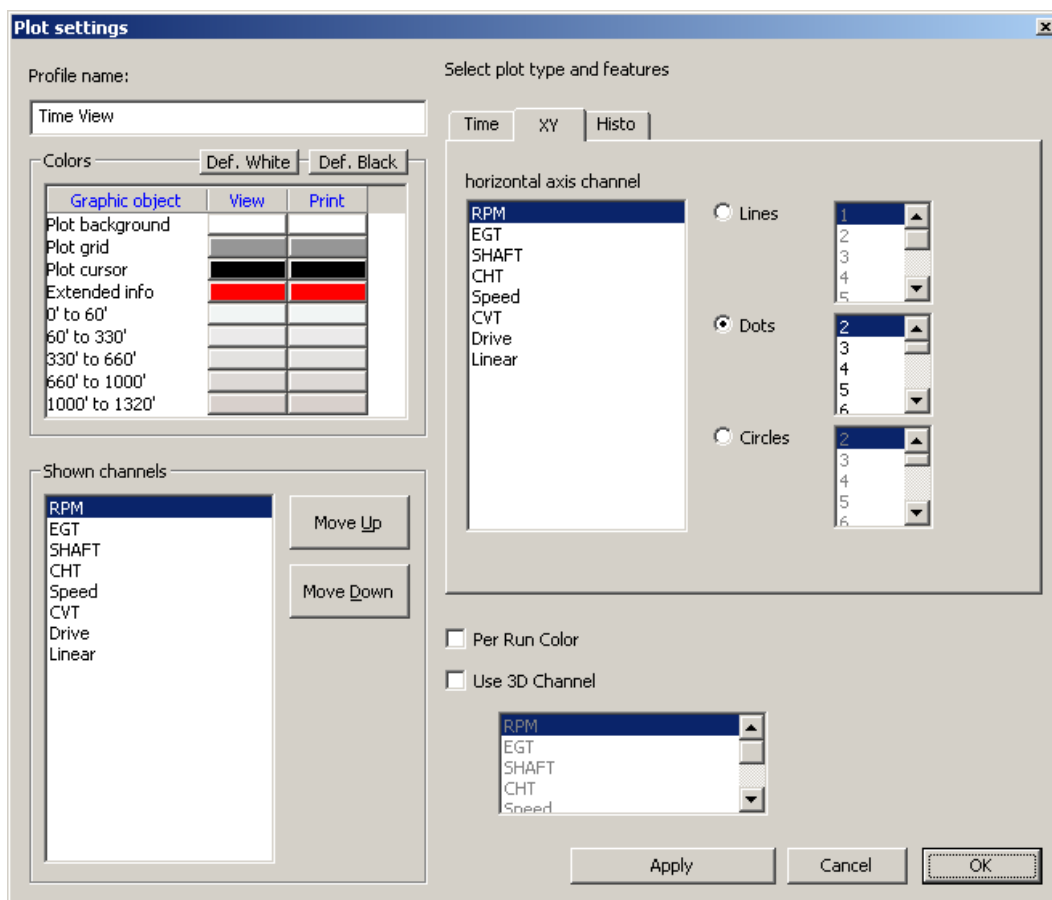 Plot settings
Profile name:
Time View
Colors
Def. White
Def. Black
Graphic object View Print
Plot background
Plot grid
Plot cursor
Extended info
0' to 60'
60' to 330'
330' to 660'
660' to 1000'
1000' to 1320'
Shown channels
RPM
EGT
SHAFT
CHT
Speed
CVT
Drive
Linear
Move Up
Move Down
Select plot type and features
Time XY Histo
horizontal axis channel
RPM
EGT
SHAFT
CHT
Speed
CVT
Drive
Linear
Lines
1
2
3
4
5
Dots
2
3
4
5
6
Circles
2
3
4
5
6
Per Run Color
Use 3D Channel
RPM
EGT
SHAFT
CHT
Speed
Apply Cancel OK